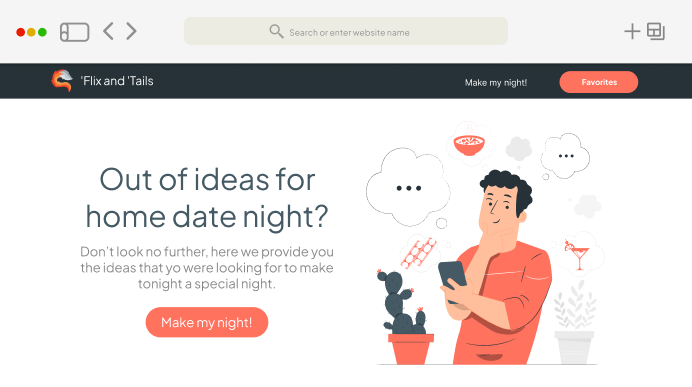 Search or enter website name
'Flix and 'Tails
Make my night!
Favorites
Out of ideas for
home date night?
Don't look no further, here we provide you
the ideas that yo were looking for to make
tonight a special night.
Make my night!